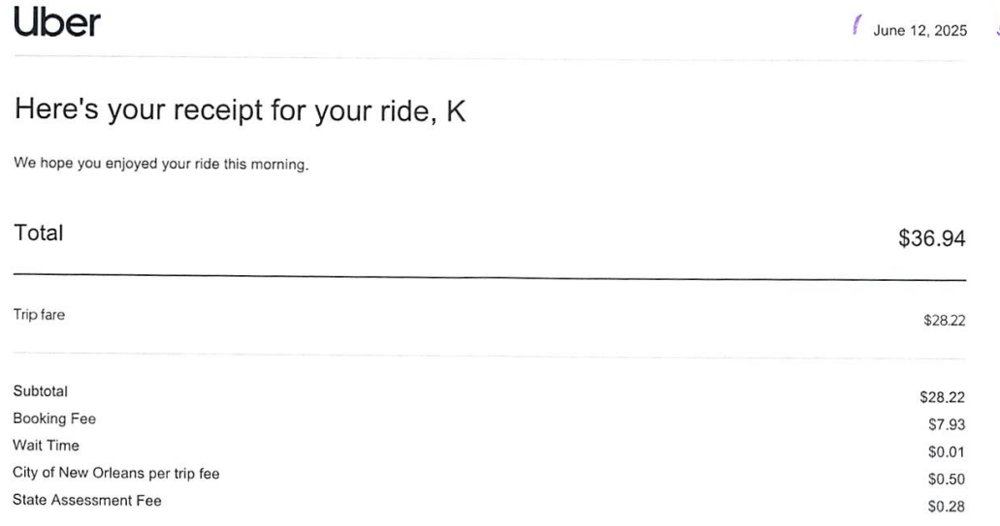 Uber
June 12, 2025
Here's your receipt for your ride, K
We hope you enjoyed your ride this morning.
Total $36.94
Trip fare $28.22
Subtotal $28.22
Booking Fee $7.93
Wait Time $0.01
City of New Orleans per trip fee $0.50
State Assessment Fee $0.28